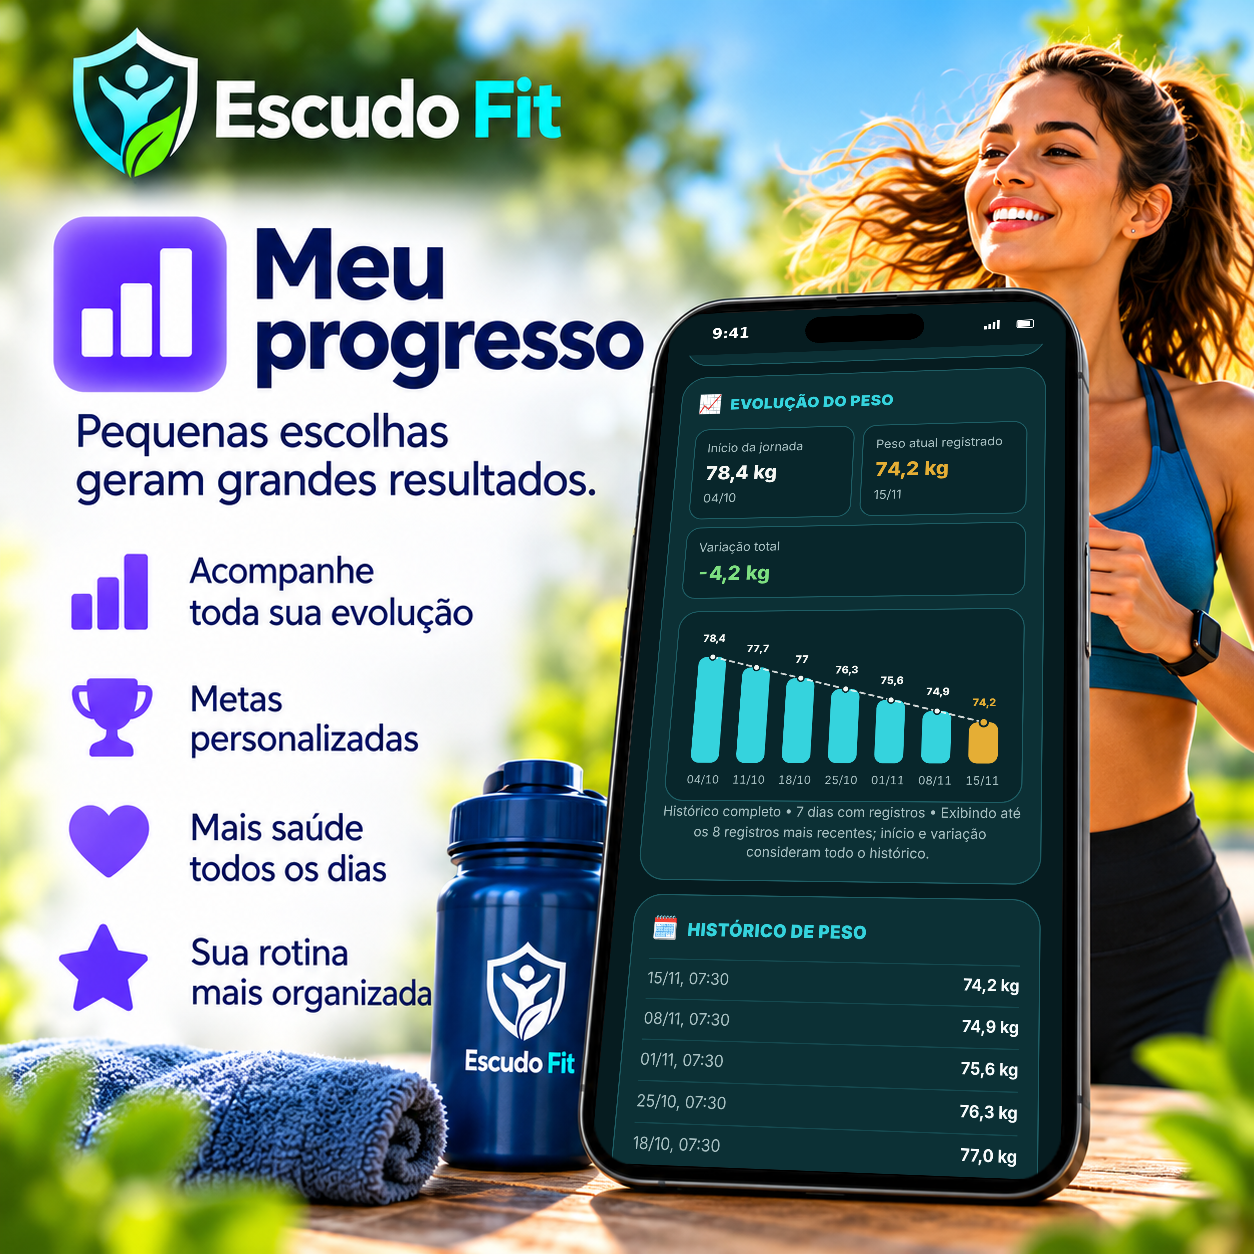 Escudo Fit
Meu
progresso
Pequenas escolhas
geram grandes resultados.
Acompanhe
toda sua evolução
Metas
personalizadas
Mais saúde
todos os dias
Sua rotina
mais organizada
Escudo Fit
9:41
EVOLUÇÃO DO PESO
Início da jornada
78,4 kg
04/10
Peso atual registrado
74,2 kg
15/11
Variação total
-4,2 kg
78,4 77,7 77 76,3 75,6 74,9 74,2
04/10 11/10 18/10 25/10 01/11 08/11 15/11
Histórico completo • 7 dias com registros • Exibindo até
os 8 registros mais recentes; início e variação
consideram todo o histórico.
HISTÓRICO DE PESO
15/11, 07:30 74,2 kg
08/11, 07:30 74,9 kg
01/11, 07:30 75,6 kg
25/10, 07:30 76,3 kg
18/10, 07:30 77,0 kg